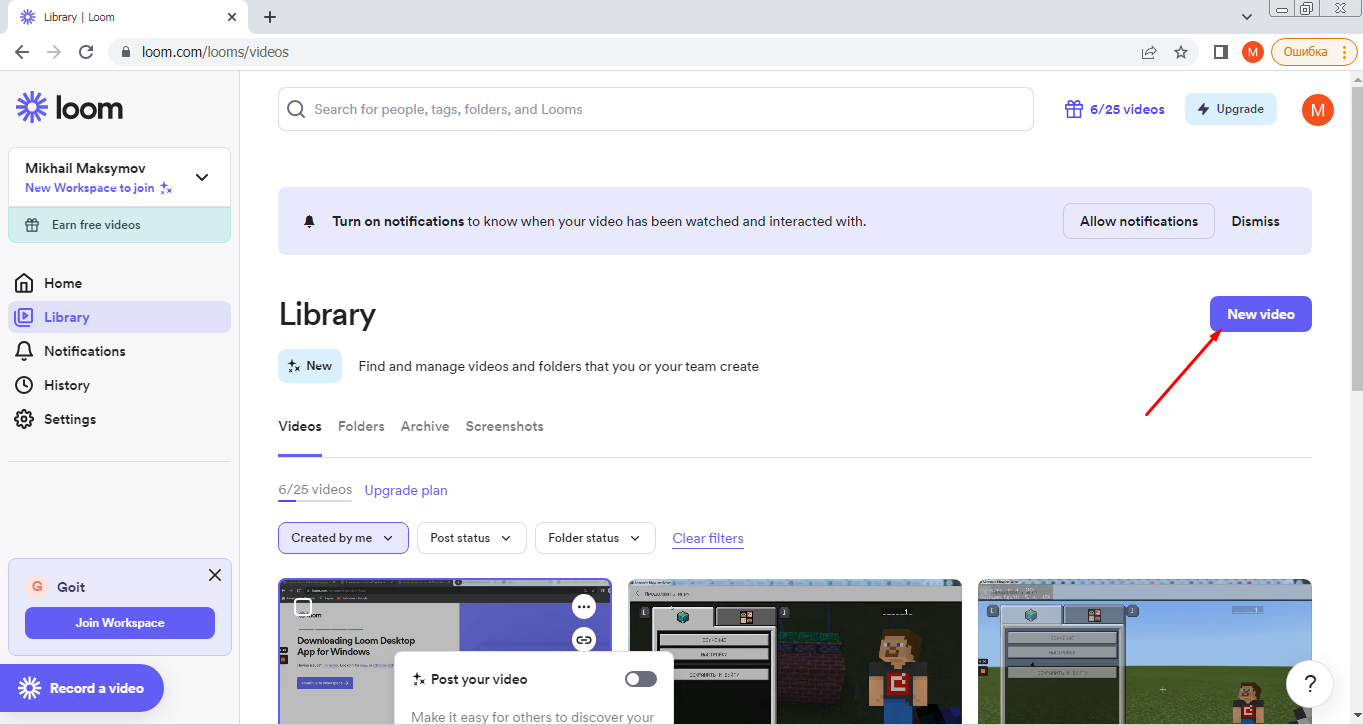 Library | Loom
loom.com/looms/videos
M
Ошибка
loom
Search for people, tags, folders, and Looms
6/25 videos
Upgrade
M
Mikhail Maksymov
New Workspace to join
Earn free videos
Turn on notifications to know when your video has been watched and interacted with.
Allow notifications
Dismiss
Home
Library
Notifications
History
Settings
Library
New video
New
Find and manage videos and folders that you or your team create
Videos
Folders
Archive
Screenshots
6/25 videos
Upgrade plan
Created by me
Post status
Folder status
Clear filters
G
Goit
Join Workspace
Record a video
Downloading Loom Desktop
App for Windows
Post your video
Make it easy for others to discover your
?